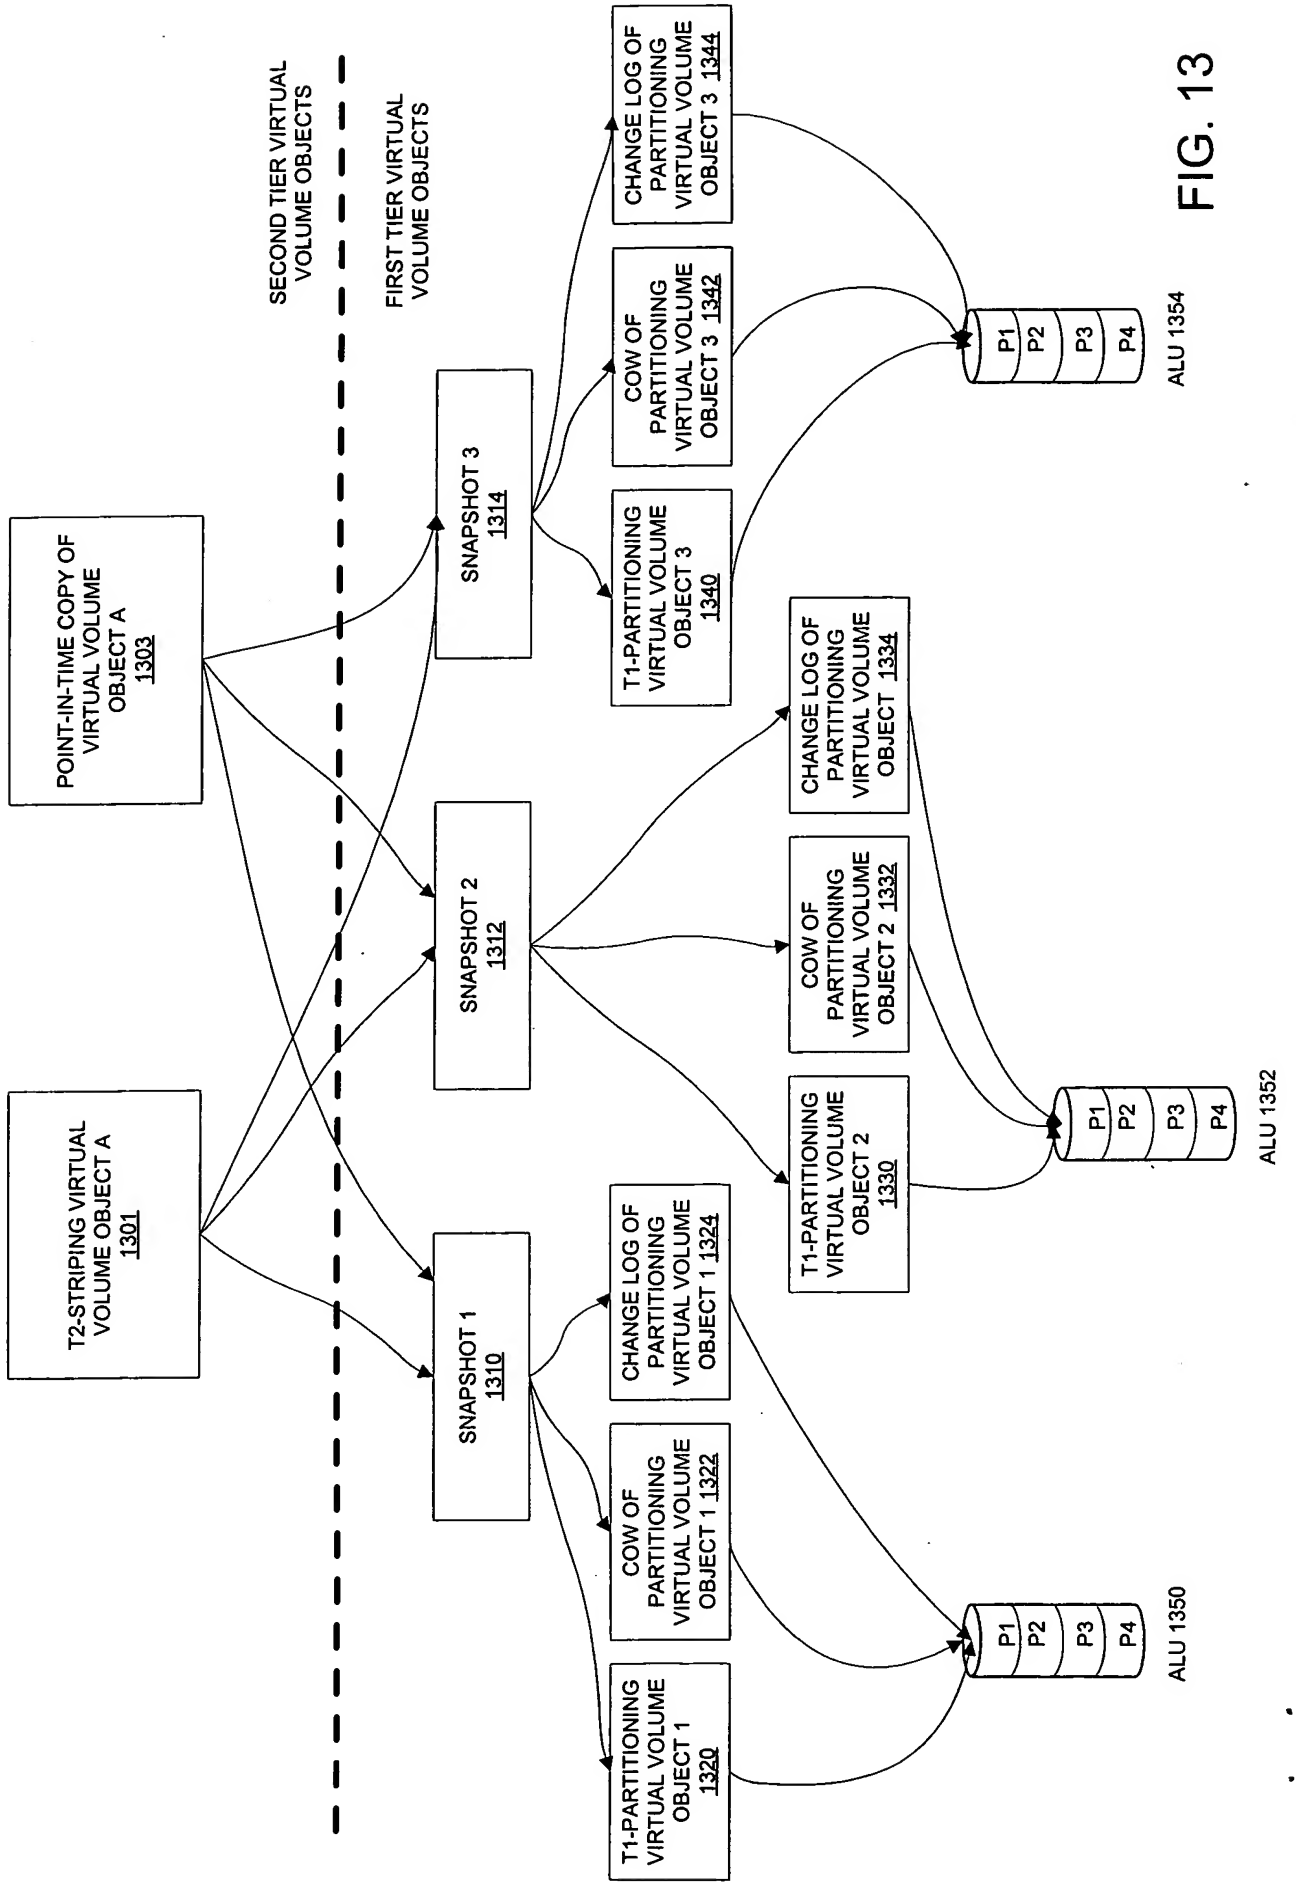 T2-STRIPING VIRTUAL
VOLUME OBJECT A
1301
POINT-IN-TIME COPY OF
VIRTUAL VOLUME
OBJECT A
1303
SECOND TIER VIRTUAL
VOLUME OBJECTS
FIRST TIER VIRTUAL
VOLUME OBJECTS
SNAPSHOT 1
1310
SNAPSHOT 2
1312
SNAPSHOT 3
1314
T1-PARTITIONING
VIRTUAL VOLUME
OBJECT 1
1320
COW OF
PARTITIONING
VIRTUAL VOLUME
OBJECT 1 1322
CHANGE LOG OF
PARTITIONING
VIRTUAL VOLUME
OBJECT 1 1324
T1-PARTITIONING
VIRTUAL VOLUME
OBJECT 2
1330
COW OF
PARTITIONING
VIRTUAL VOLUME
OBJECT 2 1332
CHANGE LOG OF
PARTITIONING
VIRTUAL VOLUME
OBJECT 1334
T1-PARTITIONING
VIRTUAL VOLUME
OBJECT 3
1340
COW OF
PARTITIONING
VIRTUAL VOLUME
OBJECT 3 1342
CHANGE LOG OF
PARTITIONING
VIRTUAL VOLUME
OBJECT 3 1344
P1
P2
P3
P4
ALU 1350
P1
P2
P3
P4
ALU 1352
P1
P2
P3
P4
ALU 1354
FIG. 13